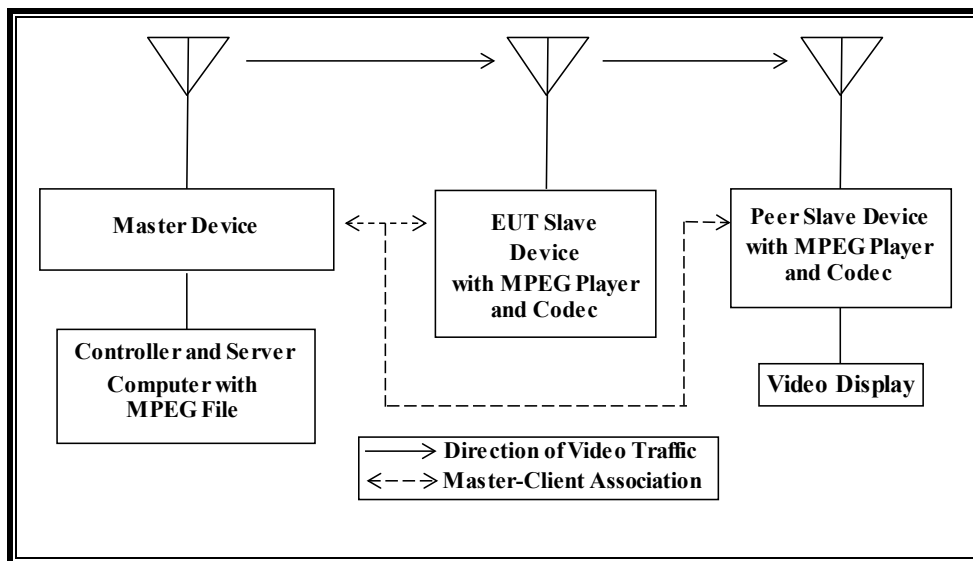 Master Device
EUT Slave
Device
with MPEG Player
and Codec
Peer Slave Device
with MPEG Player
and Codec
Controller and Server
Computer with
MPEG File
Video Display
Direction of Video Traffic
Master-Client Association